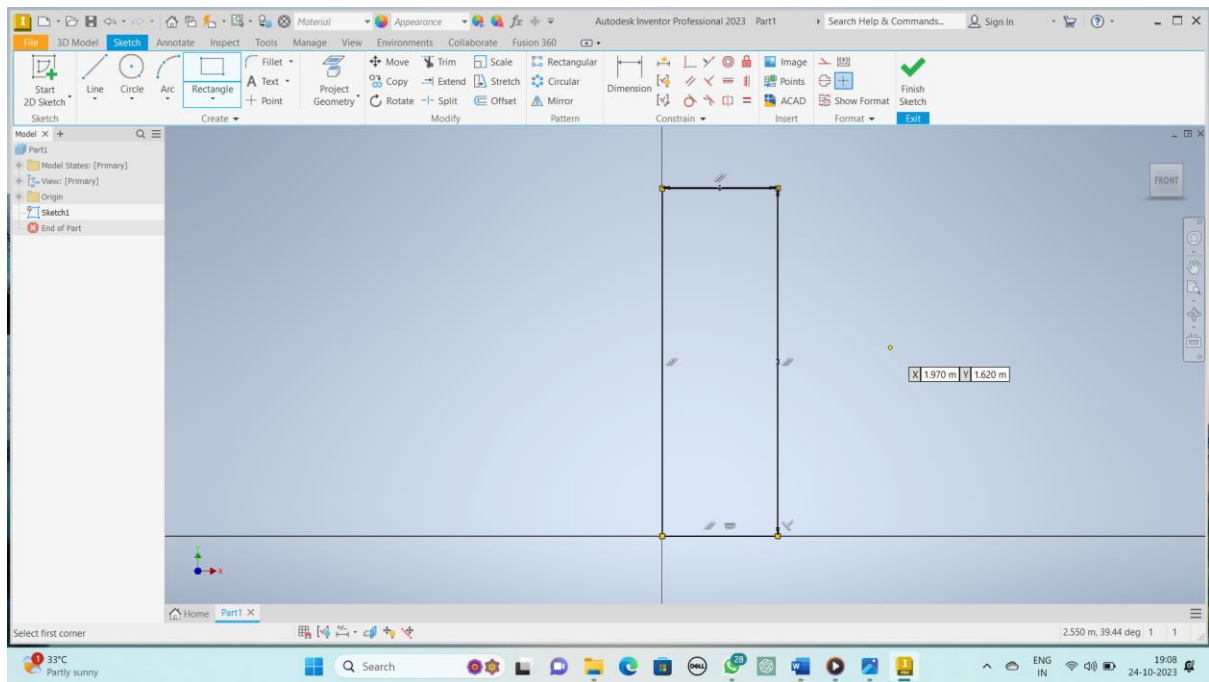 Material
Appearance
fx
Autodesk Inventor Professional 2023 Part1
Search Help & Commands...
Sign In
File 3D Model Sketch Annotate Inspect Tools Manage View Environments Collaborate Fusion 360
Start
2D Sketch
Line
Circle
Arc
Rectangle
Fillet
A Text
Point
Project
Geometry
Move
Copy
Rotate
Trim
Extend
Split
Scale
Stretch
Offset
Rectangular
Circular
Mirror
Dimension
Image
Points
ACAD
Show Format
Finish
Sketch
Sketch
Create
Modify
Pattern
Constrain
Insert
Format
Exit
Model
Part1
Model States: [Primary]
View: [Primary]
Origin
Sketch1
End of Part
FRONT
X 1.970 m Y 1.620 m
Y
X
Home Part1
Select first corner
2.550 m, 39.44 deg 1 1
1
33°C
Partly sunny
Search
DELL
28
W
PRO
ENG
IN
19:08
24-10-2023